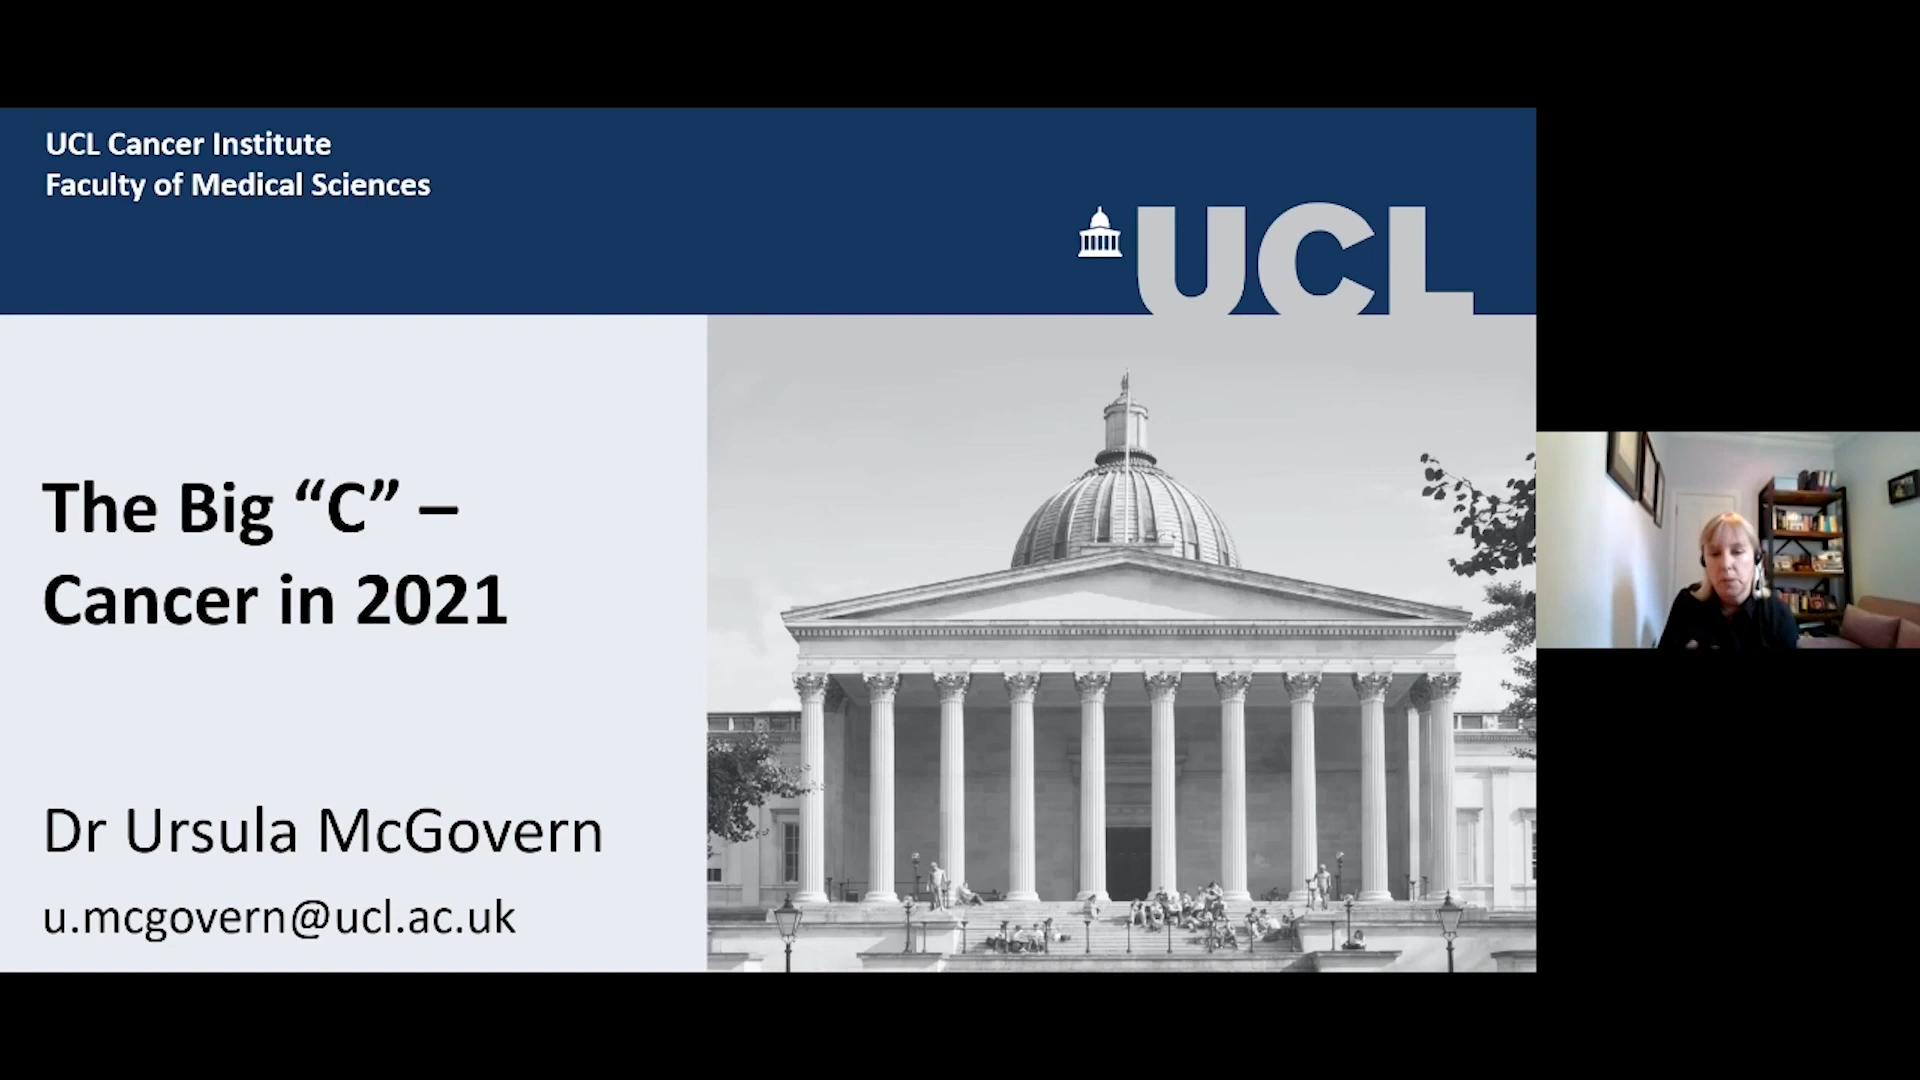 UCL Cancer Institute
Faculty of Medical Sciences
UCL
The Big “C” –
Cancer in 2021
Dr Ursula McGovern
u.mcgovern@ucl.ac.uk